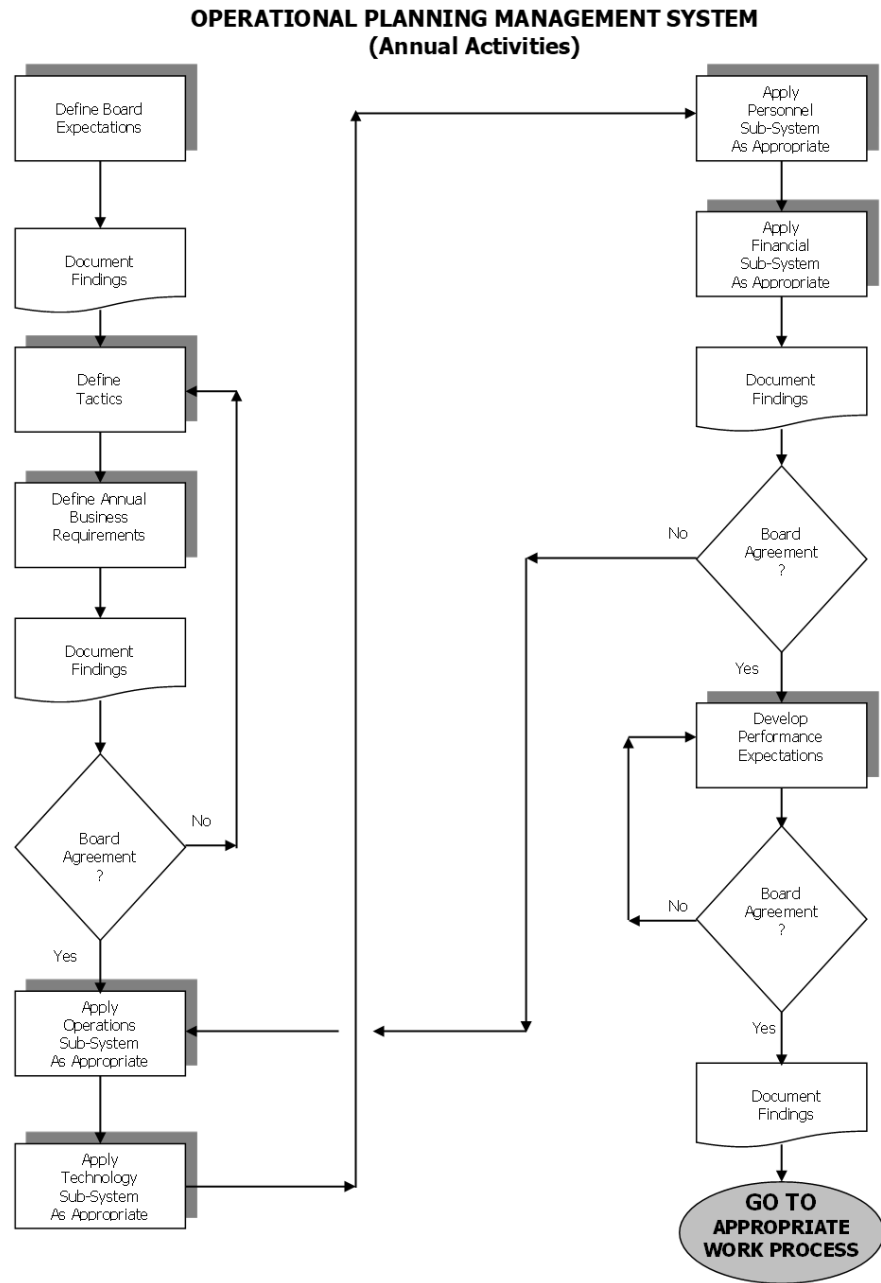 OPERATIONAL PLANNING MANAGEMENT SYSTEM
(Annual Activities)
Define Board
Expectations
Document
Findings
Define
Tactics
Define Annual
Business
Requirements
Document
Findings
Board
Agreement
?
No
Yes
Apply
Operations
Sub-System
As Appropriate
Apply
Technology
Sub-System
As Appropriate
Apply
Personnel
Sub-System
As Appropriate
Apply
Financial
Sub-System
As Appropriate
Document
Findings
Board
Agreement
?
No
Yes
Develop
Performance
Expectations
Board
Agreement
?
No
Yes
Document
Findings
GO TO
APPROPRIATE
WORK PROCESS